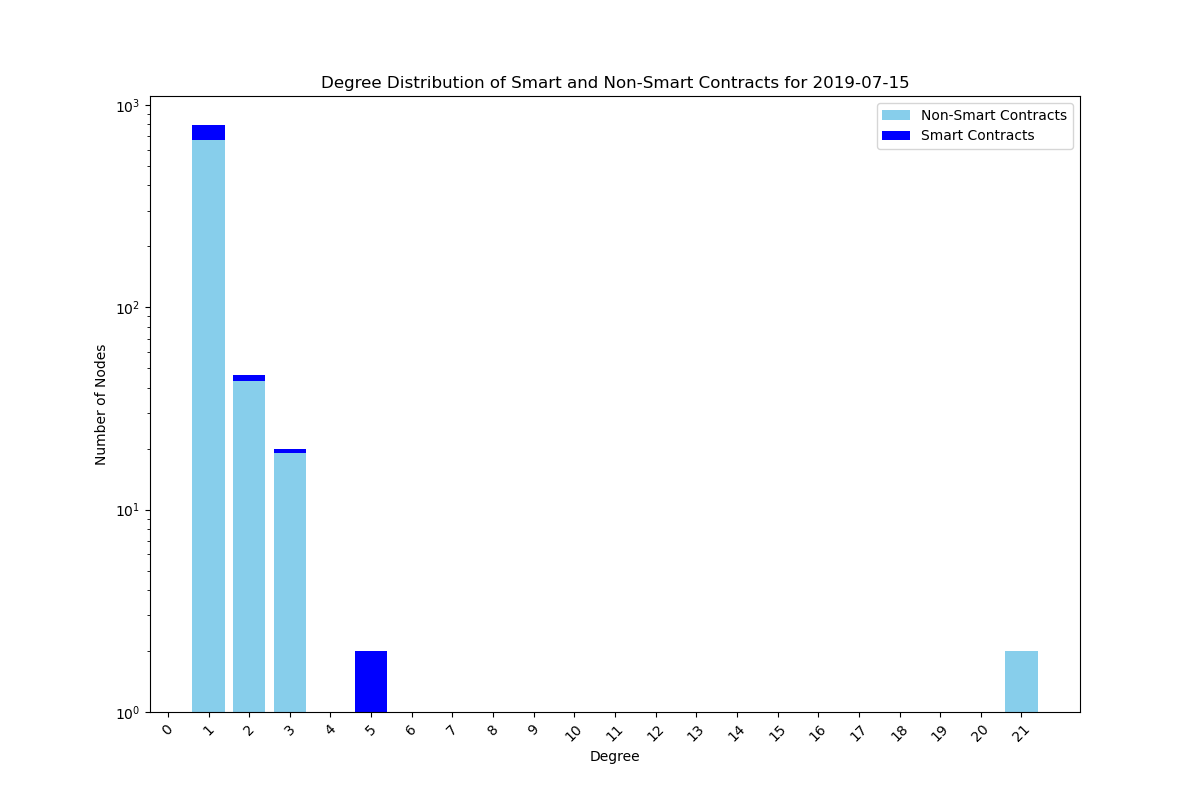 Degree Distribution of Smart and Non-Smart Contracts for 2019-07-15
Non-Smart Contracts
Smart Contracts
Number of Nodes
10³
10²
10¹
10⁰
0 1 2 3 4 5 6 7 8 9 10 11 12 13 14 15 16 17 18 19 20 21
Degree